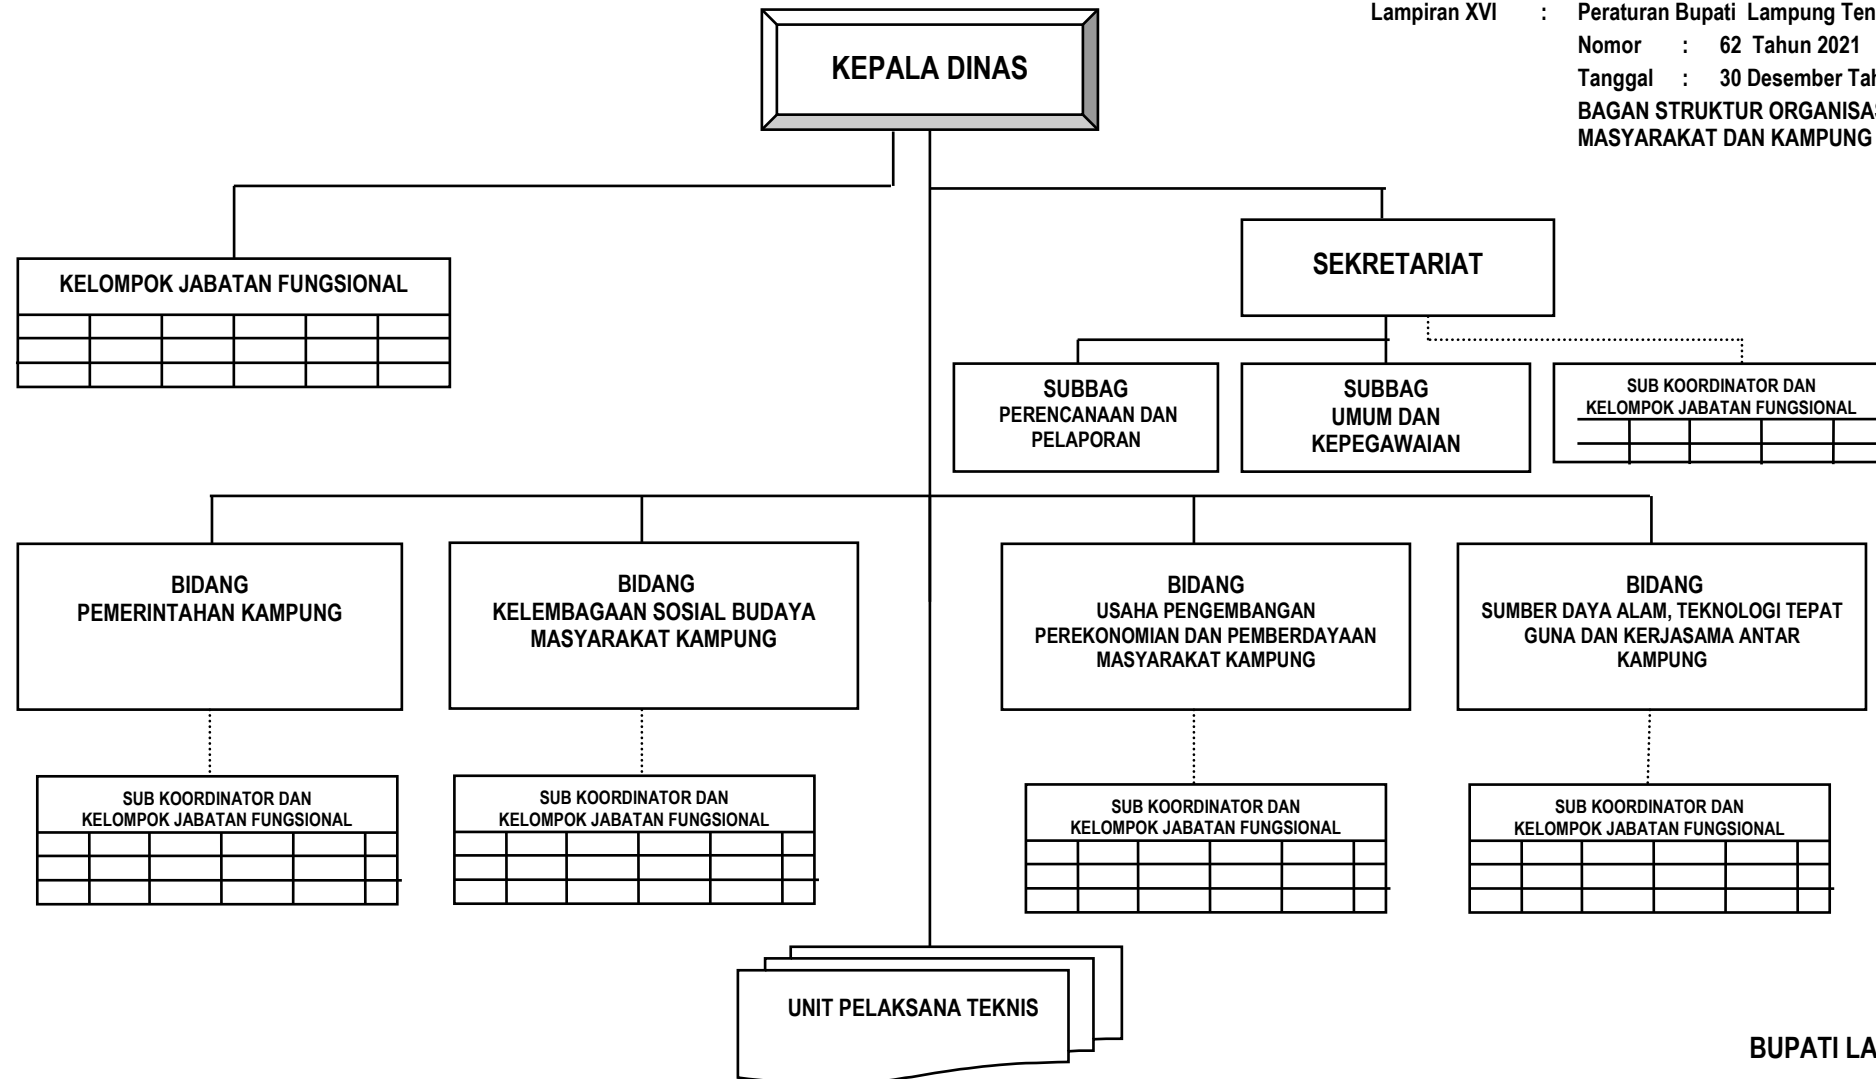 Lampiran XVI : Peraturan Bupati Lampung
Nomor : 62 Tahun 2021
Tanggal : 30 Desember
BAGAN STRUKTUR
MASYARAKAT DAN KAMPUNG
KEPALA DINAS
KELOMPOK JABATAN FUNGSIONAL
SEKRETARIAT
SUBBAG
PERENCANAAN DAN
PELAPORAN
SUBBAG
UMUM DAN
KEPEGAWAIAN
SUB KOORDINATOR DAN
KELOMPOK JABATAN FUNGSIONAL
BIDANG
PEMERINTAHAN KAMPUNG
BIDANG
KELEMBAGAAN SOSIAL BUDAYA
MASYARAKAT KAMPUNG
BIDANG
USAHA PENGEMBANGAN
PEREKONOMIAN DAN PEMBERDAYAAN
MASYARAKAT KAMPUNG
BIDANG
SUMBER DAYA ALAM, TEKNOLOGI TEPAT
GUNA DAN KERJASAMA ANTAR
KAMPUNG
SUB KOORDINATOR DAN
KELOMPOK JABATAN FUNGSIONAL
SUB KOORDINATOR DAN
KELOMPOK JABATAN FUNGSIONAL
SUB KOORDINATOR DAN
KELOMPOK JABATAN FUNGSIONAL
SUB KOORDINATOR DAN
KELOMPOK JABATAN FUNGSIONAL
UNIT PELAKSANA TEKNIS
BUPATI